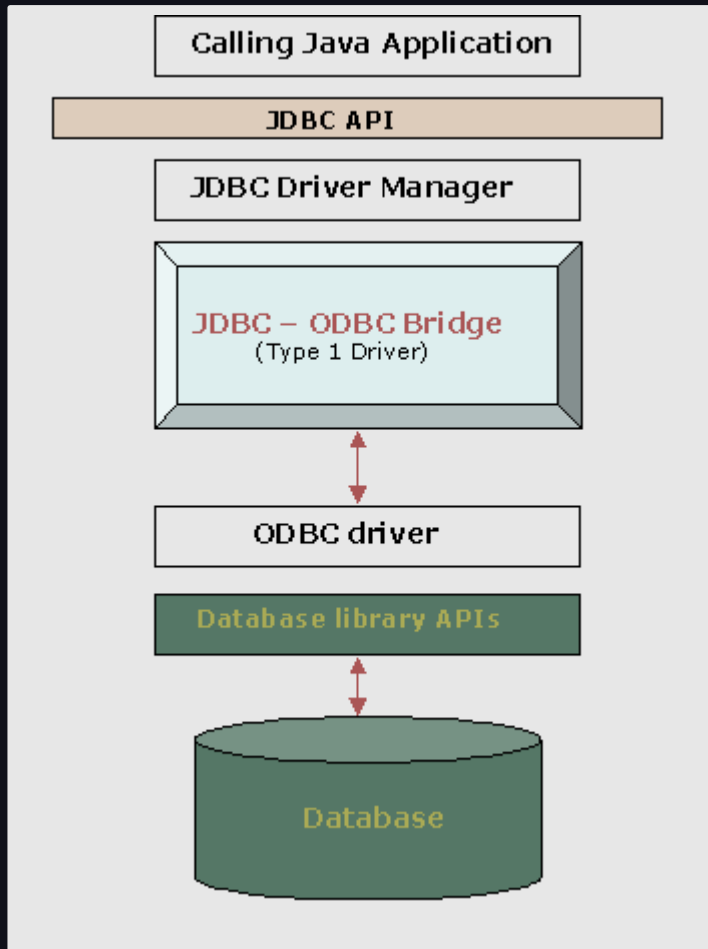 Calling Java Application
JDBC API
JDBC Driver Manager
JDBC – ODBC Bridge
(Type 1 Driver)
ODBC driver
Database library APIs
Database